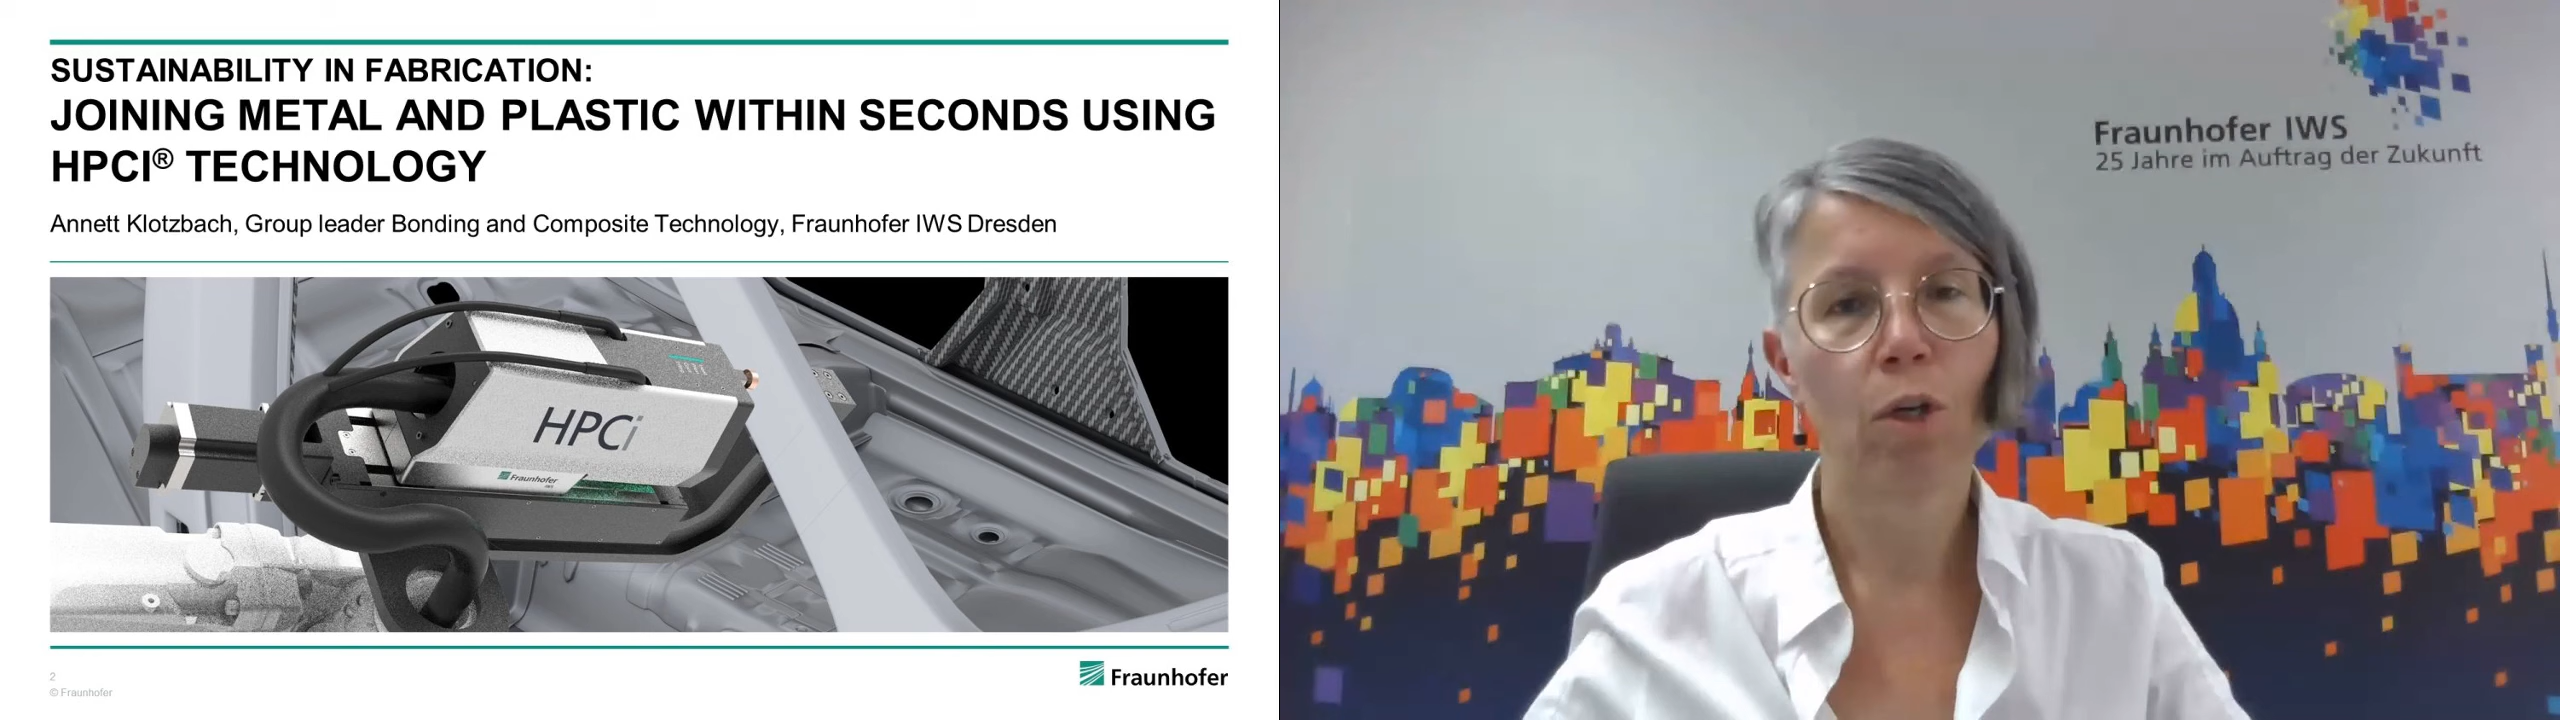 SUSTAINABILITY IN FABRICATION:
JOINING METAL AND PLASTIC WITHIN SECONDS USING
HPCI® TECHNOLOGY
Annett Klotzbach, Group leader Bonding and Composite Technology, Fraunhofer IWS Dresden
HPCi
Fraunhofer
IWS
Fraunhofer
2
© Fraunhofer
Fraunhofer IWS
25 Jahre im Auftrag der Zukunft